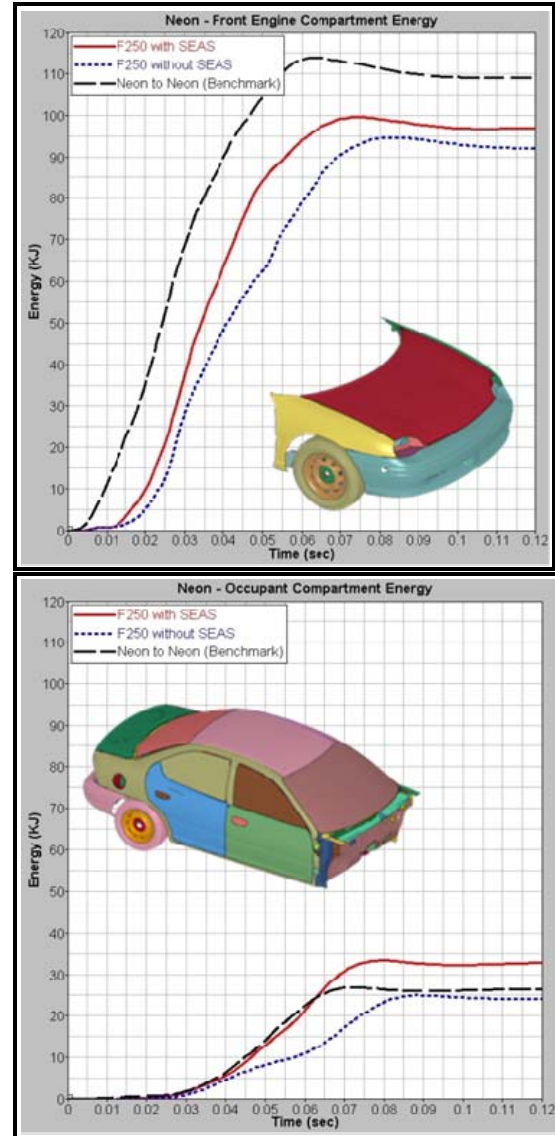 Neon - Front Engine Compartment Energy
F250 with SEAS
F250 without SEAS
Neon to Neon (Benchmark)
120
110
100
90
80
70
60
50
40
30
20
10
0
Energy (KJ)
0 0.01 0.02 0.03 0.04 0.05 0.06 0.07 0.08 0.09 0.1 0.11 0.12
Time (sec)
Neon - Occupant Compartment Energy
F250 with SEAS
F250 without SEAS
Neon to Neon (Benchmark)
120
110
100
90
80
70
60
50
40
30
20
10
0
Energy (KJ)
0 0.01 0.02 0.03 0.04 0.05 0.06 0.07 0.08 0.09 0.1 0.11 0.12
Time (sec)